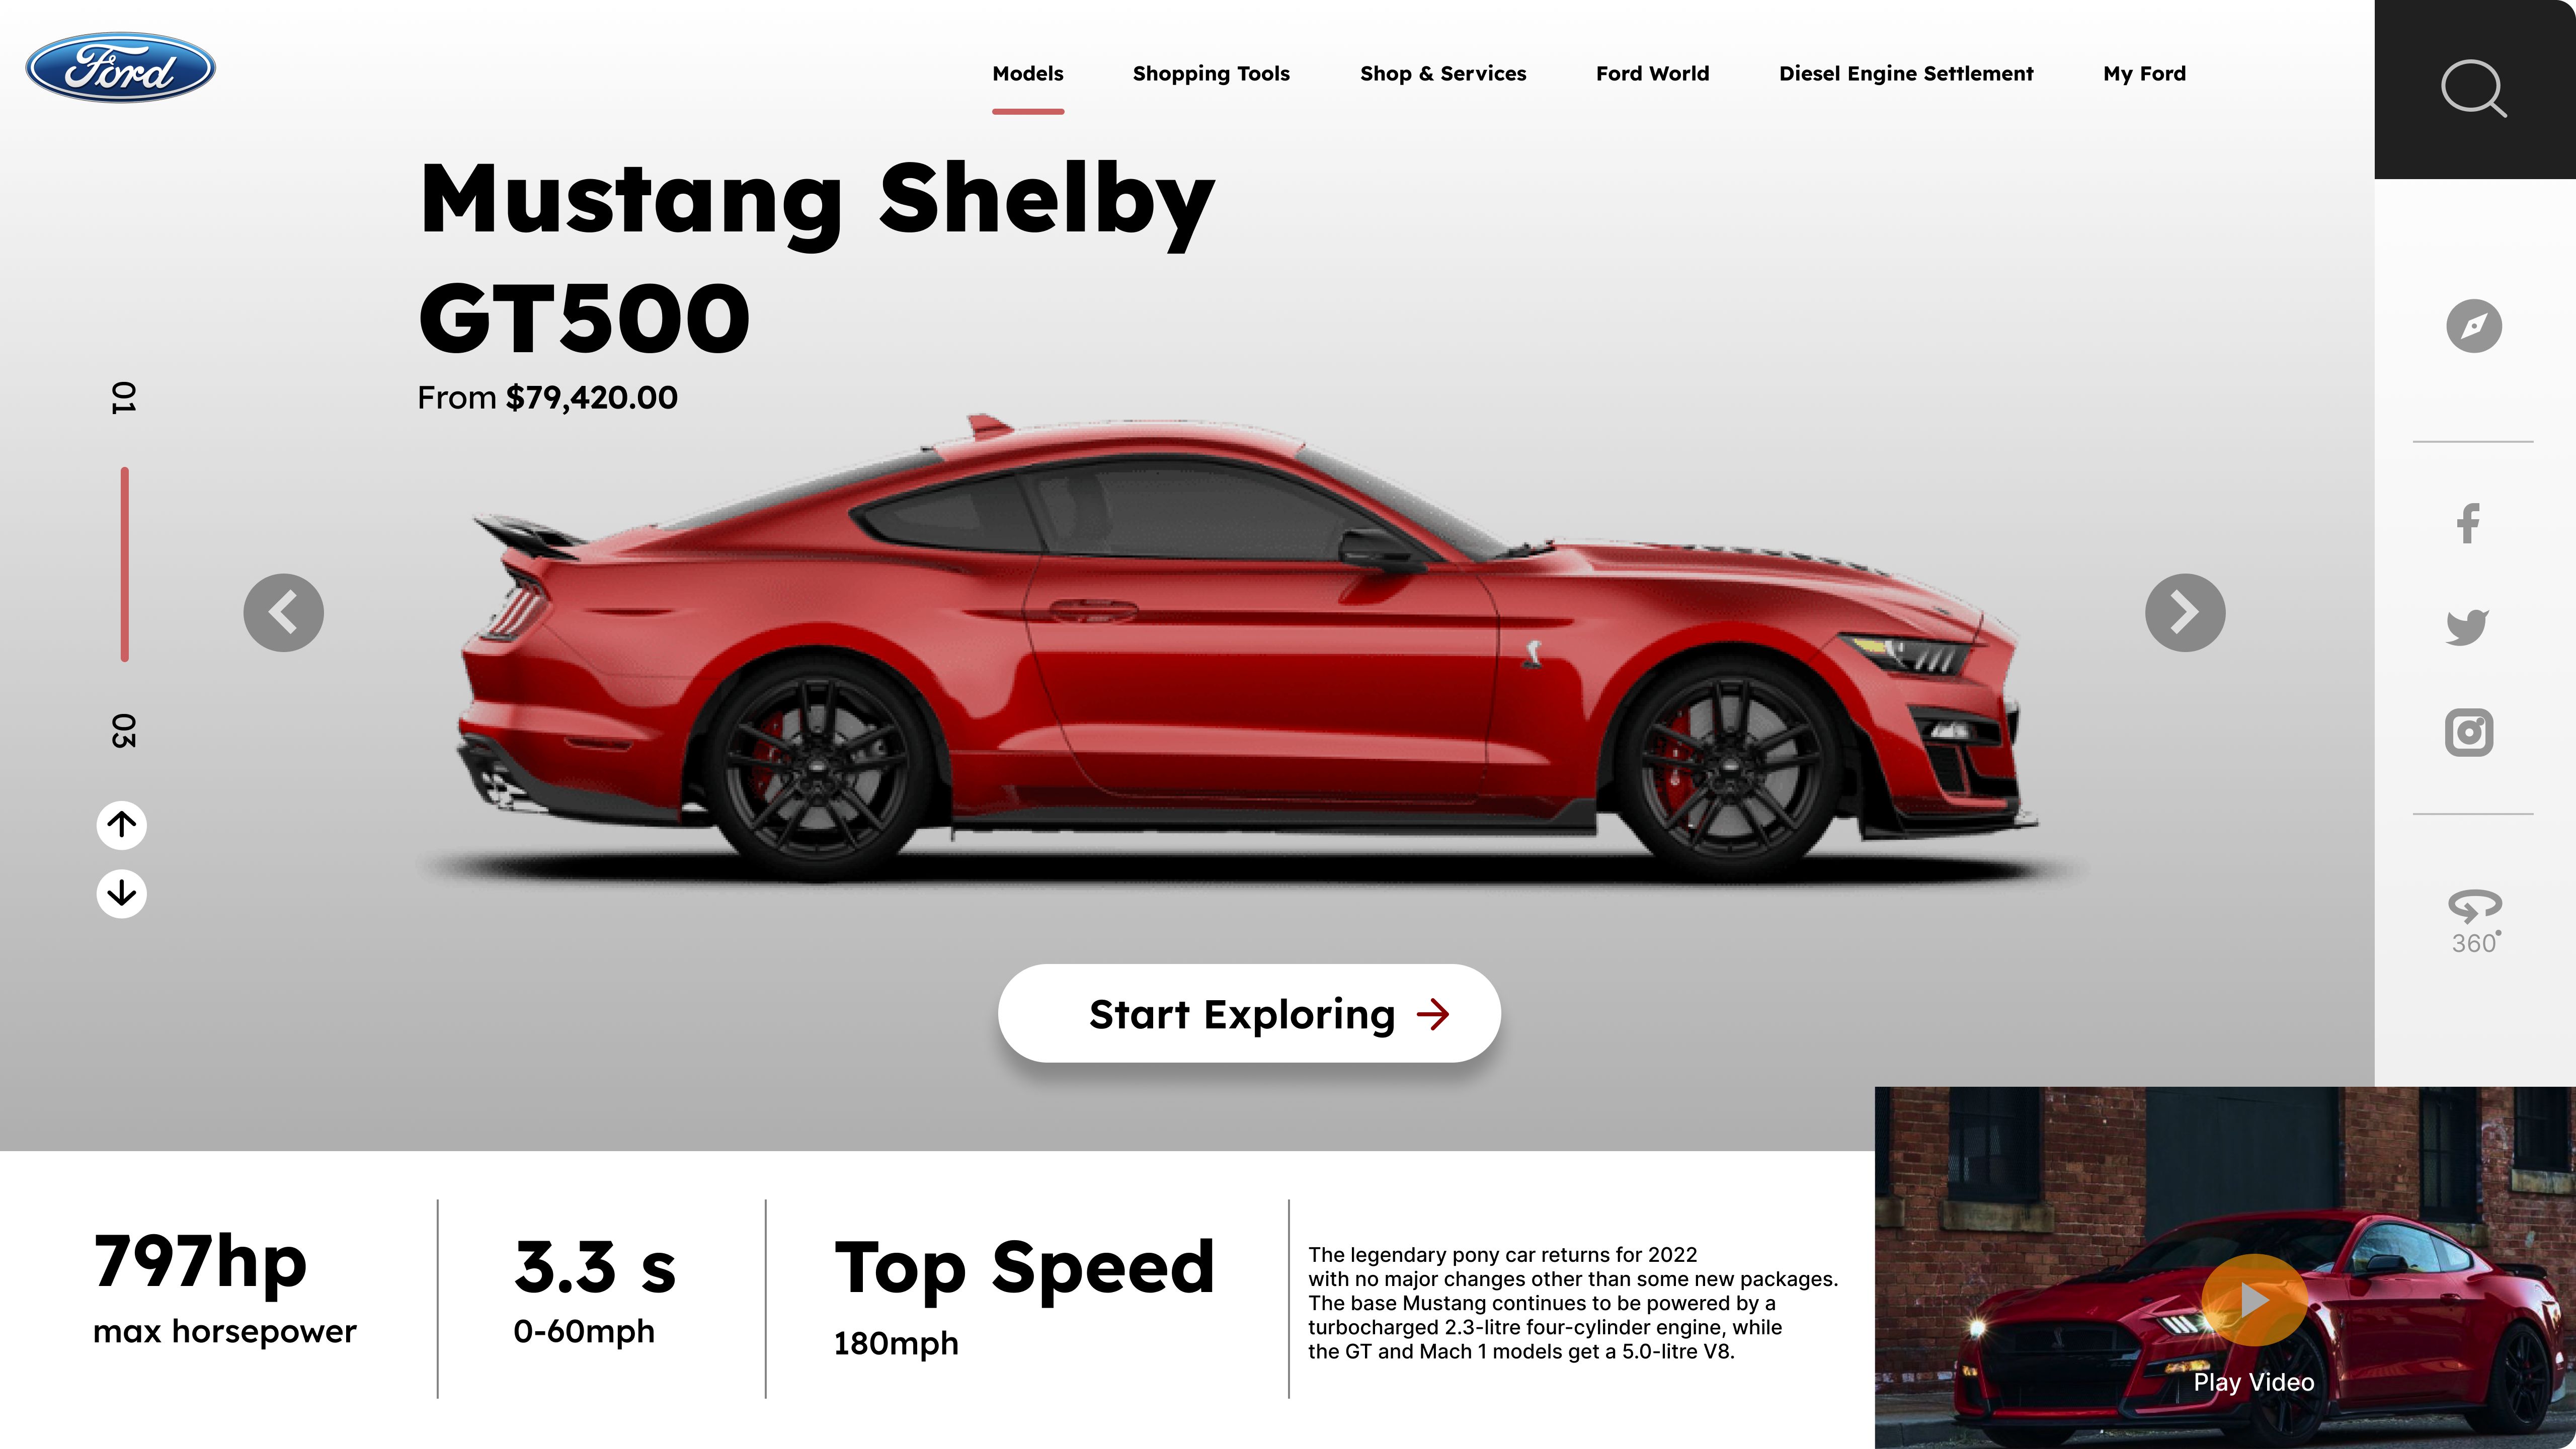 Ford
Models
Shopping Tools
Shop & Services
Ford World
Diesel Engine Settlement
My Ford
Mustang Shelby
GT500
From $79,420.00
01
03
360°
Start Exploring
797hp
max horsepower
3.3 s
0-60mph
Top Speed
180mph
The legendary pony car returns for 2022
with no major changes other than some new packages.
The base Mustang continues to be powered by a
turbocharged 2.3-litre four-cylinder engine, while
the GT and Mach 1 models get a 5.0-litre V8.
Play Video